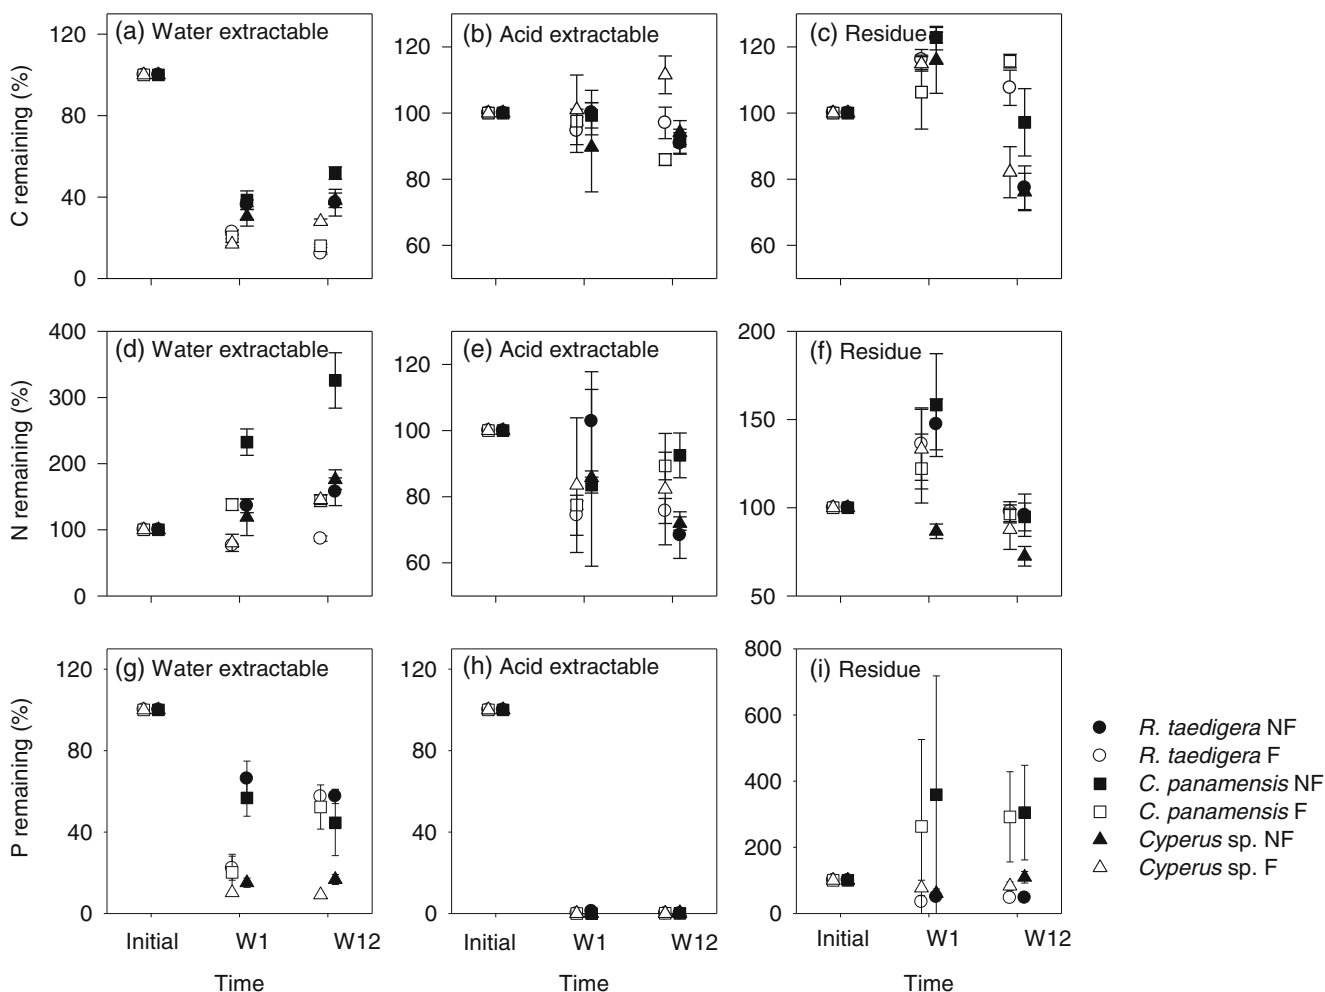 (a) Water extractable
(b) Acid extractable
(c) Residue
C remaining (%)
120
80
40
0
120
100
80
60
120
100
80
60
(d) Water extractable
(e) Acid extractable
(f) Residue
N remaining (%)
400
300
200
100
0
120
100
80
60
200
150
100
50
(g) Water extractable
(h) Acid extractable
(i) Residue
P remaining (%)
120
80
40
0
120
80
40
0
800
600
400
200
0
Initial W1 W12
Initial W1 W12
Initial W1 W12
Time
Time
Time
R. taedigera NF
R. taedigera F
C. panamensis NF
C. panamensis F
Cyperus sp. NF
Cyperus sp. F